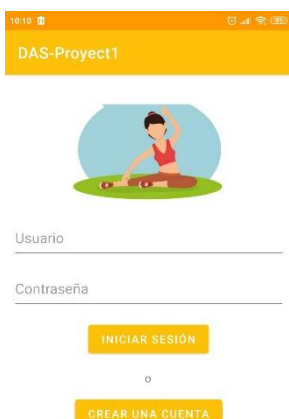 10:10
DAS-Proyect1
Usuario
Contraseña
INICIAR SESIÓN
o
CREAR UNA CUENTA